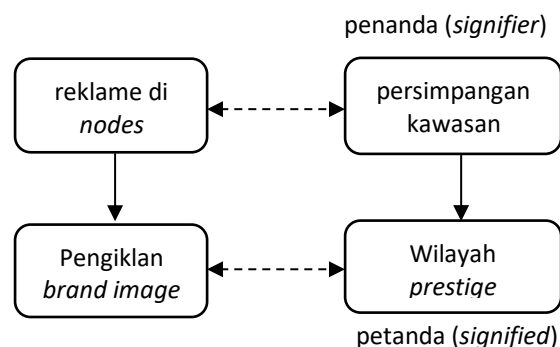 penanda (signifier)
reklame di
nodes
persimpangan
kawasan
Pengiklan
brand image
Wilayah
prestige
petanda (signified)